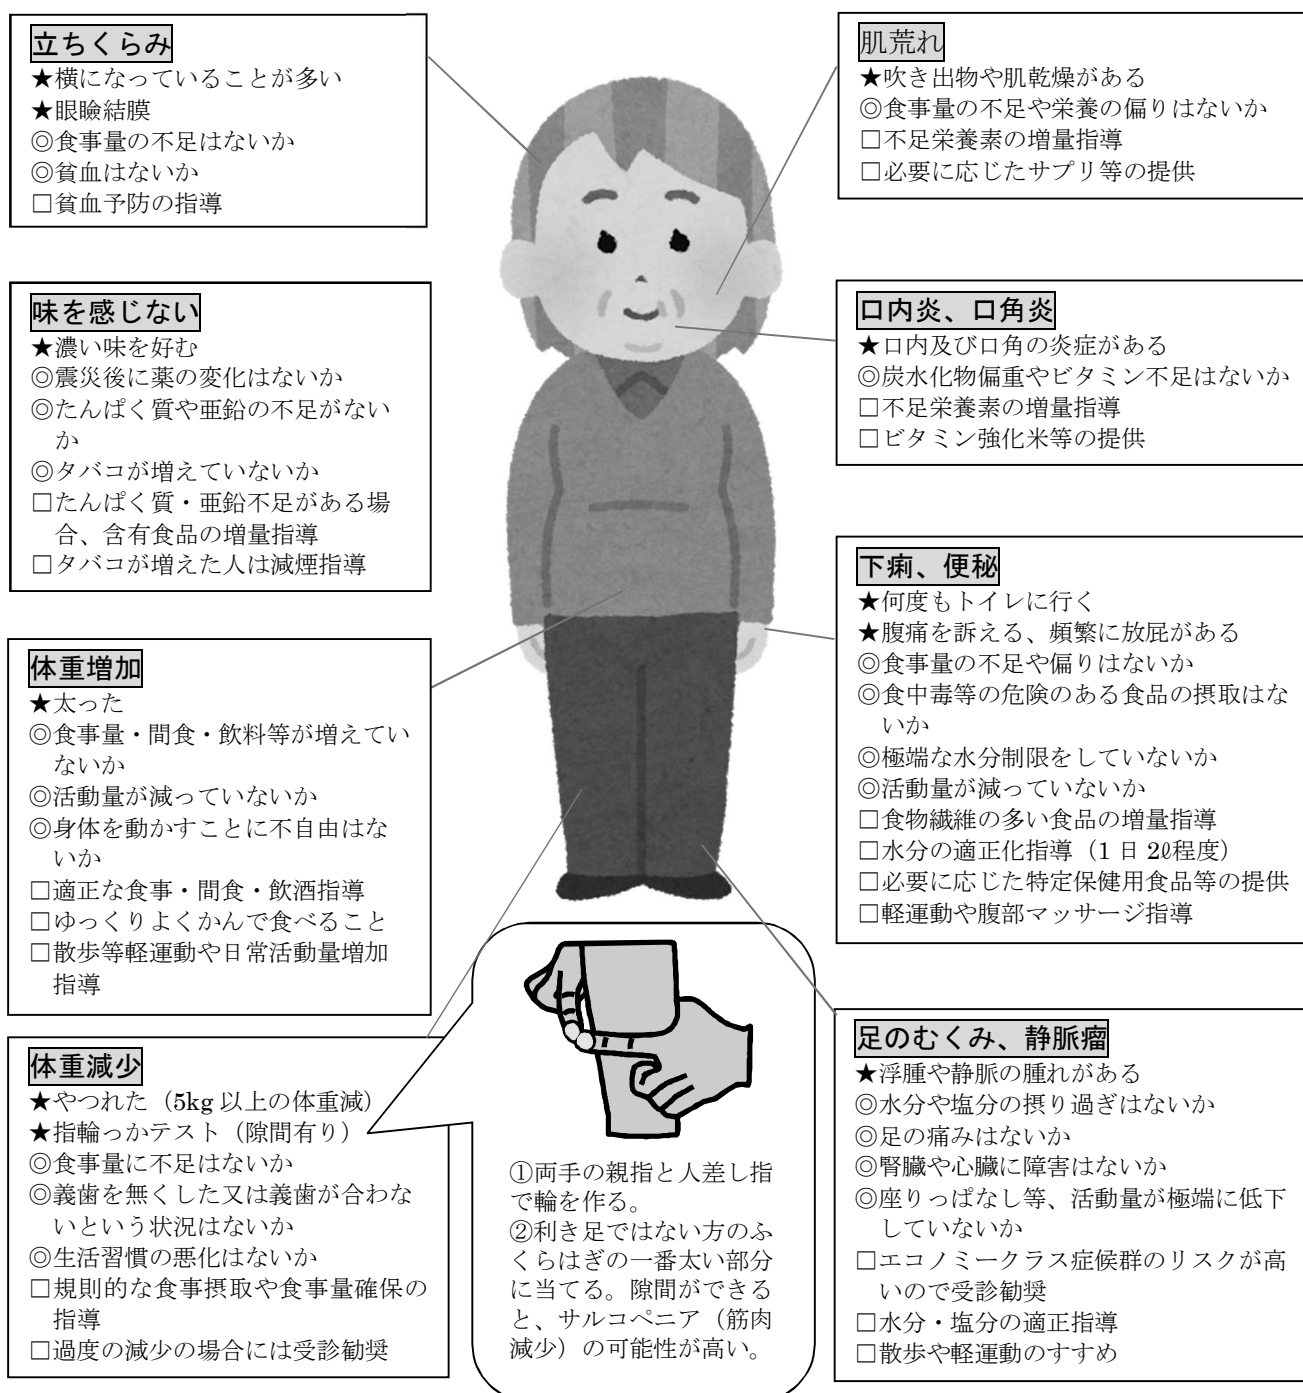 立ちくらみ
★横になっていることが多い
★眼瞼結膜
◎食事量の不足はないか
◎貧血はないか
□貧血予防の指導
味を感じない
★濃い味を好む
◎震災後に薬の変化はないか
◎たんぱく質や亜鉛の不足がない
か
◎タバコが増えていないか
□たんぱく質・亜鉛不足がある場
合、含有食品の増量指導
□タバコが増えた人は減煙指導
体重増加
★太った
◎食事量・間食・飲料等が増えてい
ないか
◎活動量が減っていないか
◎身体を動かすことに不自由はな
いか
□適正な食事・間食・飲酒指導
□ゆっくりよくかんで食べること
□散歩等軽運動や日常活動量増加
指導
体重減少
★やつれた（5kg 以上の体重減）
★指輪っかテスト（隙間有り）
◎食事量に不足はないか
◎義歯を無くした又は義歯が合わな
いという状況はないか
◎生活習慣の悪化はないか
□規則的な食事摂取や食事量確保の
指導
□過度の減少の場合には受診勧奨
①両手の親指と人差し指
で輪を作る。
②利き足ではない方のふ
くらはぎの一番太い部分
に当てる。隙間ができる
と、サルコペニア（筋肉
減少）の可能性が高い。
肌荒れ
★吹き出物や肌乾燥がある
◎食事量の不足や栄養の偏りはないか
□不足栄養素の増量指導
□必要に応じたサプリ等の提供
口内炎、口角炎
★口内及び口角の炎症がある
◎炭水化物偏重やビタミン不足はないか
□不足栄養素の増量指導
□ビタミン強化米等の提供
下痢、便秘
★何度もトイレに行く
★腹痛を訴える、頻繁に放屁がある
◎食事量の不足や偏りはないか
◎食中毒等の危険のある食品の摂取はな
いか
◎極端な水分制限をしていないか
◎活動量が減っていないか
□食物繊維の多い食品の増量指導
□水分の適正化指導（1 日 2ℓ程度）
□必要に応じた特定保健用食品等の提供
□軽運動や腹部マッサージ指導
足のむくみ、静脈瘤
★浮腫や静脈の腫れがある
◎水分や塩分の摂り過ぎはないか
◎足の痛みはないか
◎腎臓や心臓に障害はないか
◎座りっぱなし等、活動量が極端に低下
していないか
□エコノミークラス症候群のリスクが高
いので受診勧奨
□水分・塩分の適正指導
□散歩や軽運動のすすめ